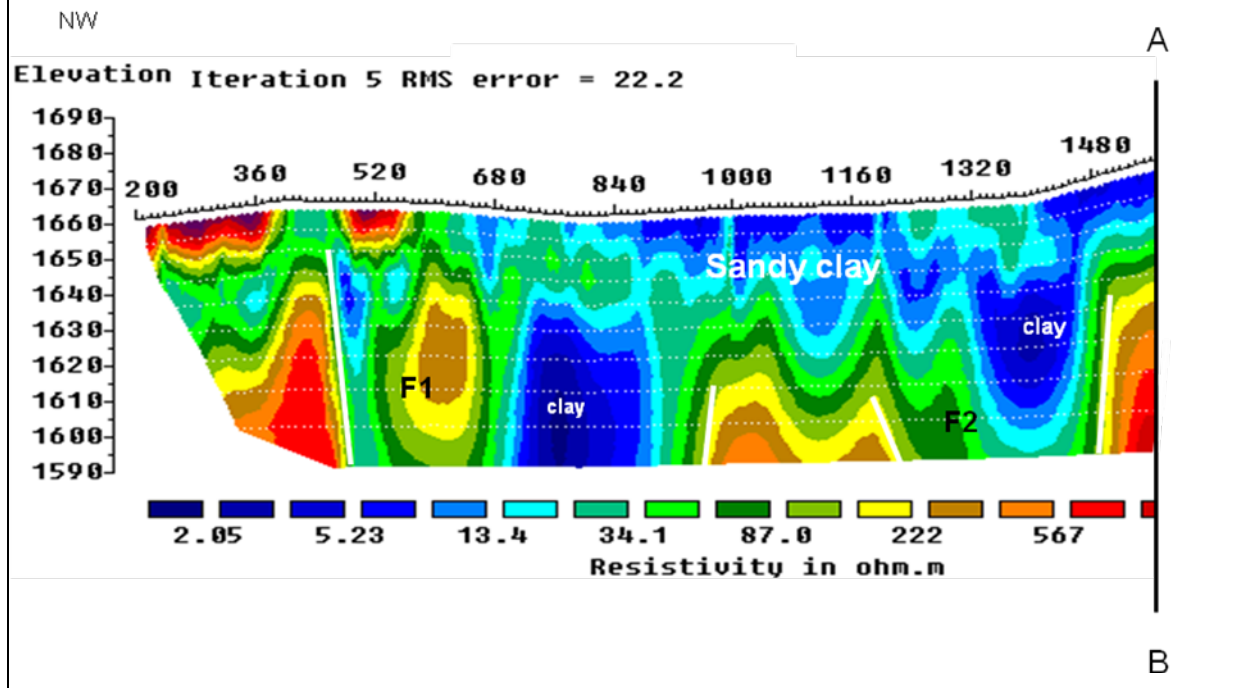 NW
A
Elevation Iteration 5 RMS error = 22.2
1690
1680
1670
1660
1650
1640
1630
1620
1610
1600
1590
200 360 520 680 840 1000 1160 1320 1480
Sandy clay
clay
F1
clay
F2
2.05 5.23 13.4 34.1 87.0 222 567
Resistivity in ohm.m
B